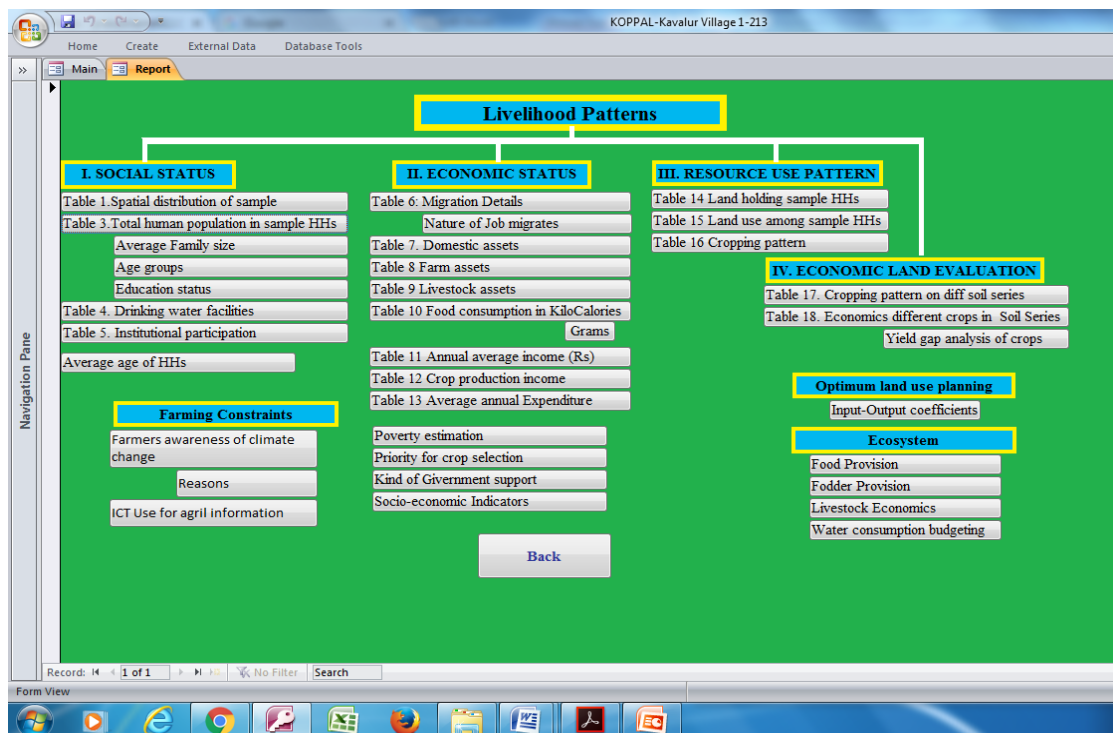 KOPPAL-Kavalur Village 1-213
Home Create External Data Database Tools
Main Report
Livelihood Patterns
I. SOCIAL STATUS
Table 1.Spatial distribution of sample
Table 3.Total human population in sample HHs
Average Family size
Age groups
Education status
Table 4. Drinking water facilities
Table 5. Institutional participation
Average age of HHs
Farming Constraints
Farmers awareness of climate
change
Reasons
ICT Use for agril information
II. ECONOMIC STATUS
Table 6: Migration Details
Nature of Job migrates
Table 7. Domestic assets
Table 8 Farm assets
Table 9 Livestock assets
Table 10 Food consumption in KiloCalories
Grams
Table 11 Annual average income (Rs)
Table 12 Crop production income
Table 13 Average annual Expenditure
Poverty estimation
Priority for crop selection
Kind of Givernment support
Socio-economic Indicators
Back
III. RESOURCE USE PATTERN
Table 14 Land holding sample HHs
Table 15 Land use among sample HHs
Table 16 Cropping pattern
IV. ECONOMIC LAND EVALUATION
Table 17. Cropping pattern on diff soil series
Table 18. Economics different crops in Soil Series
Yield gap analysis of crops
Optimum land use planning
Input-Output coefficients
Ecosystem
Food Provision
Fodder Provision
Livestock Economics
Water consumption budgeting
Navigation Pane
Record: 1 of 1 No Filter Search
Form View